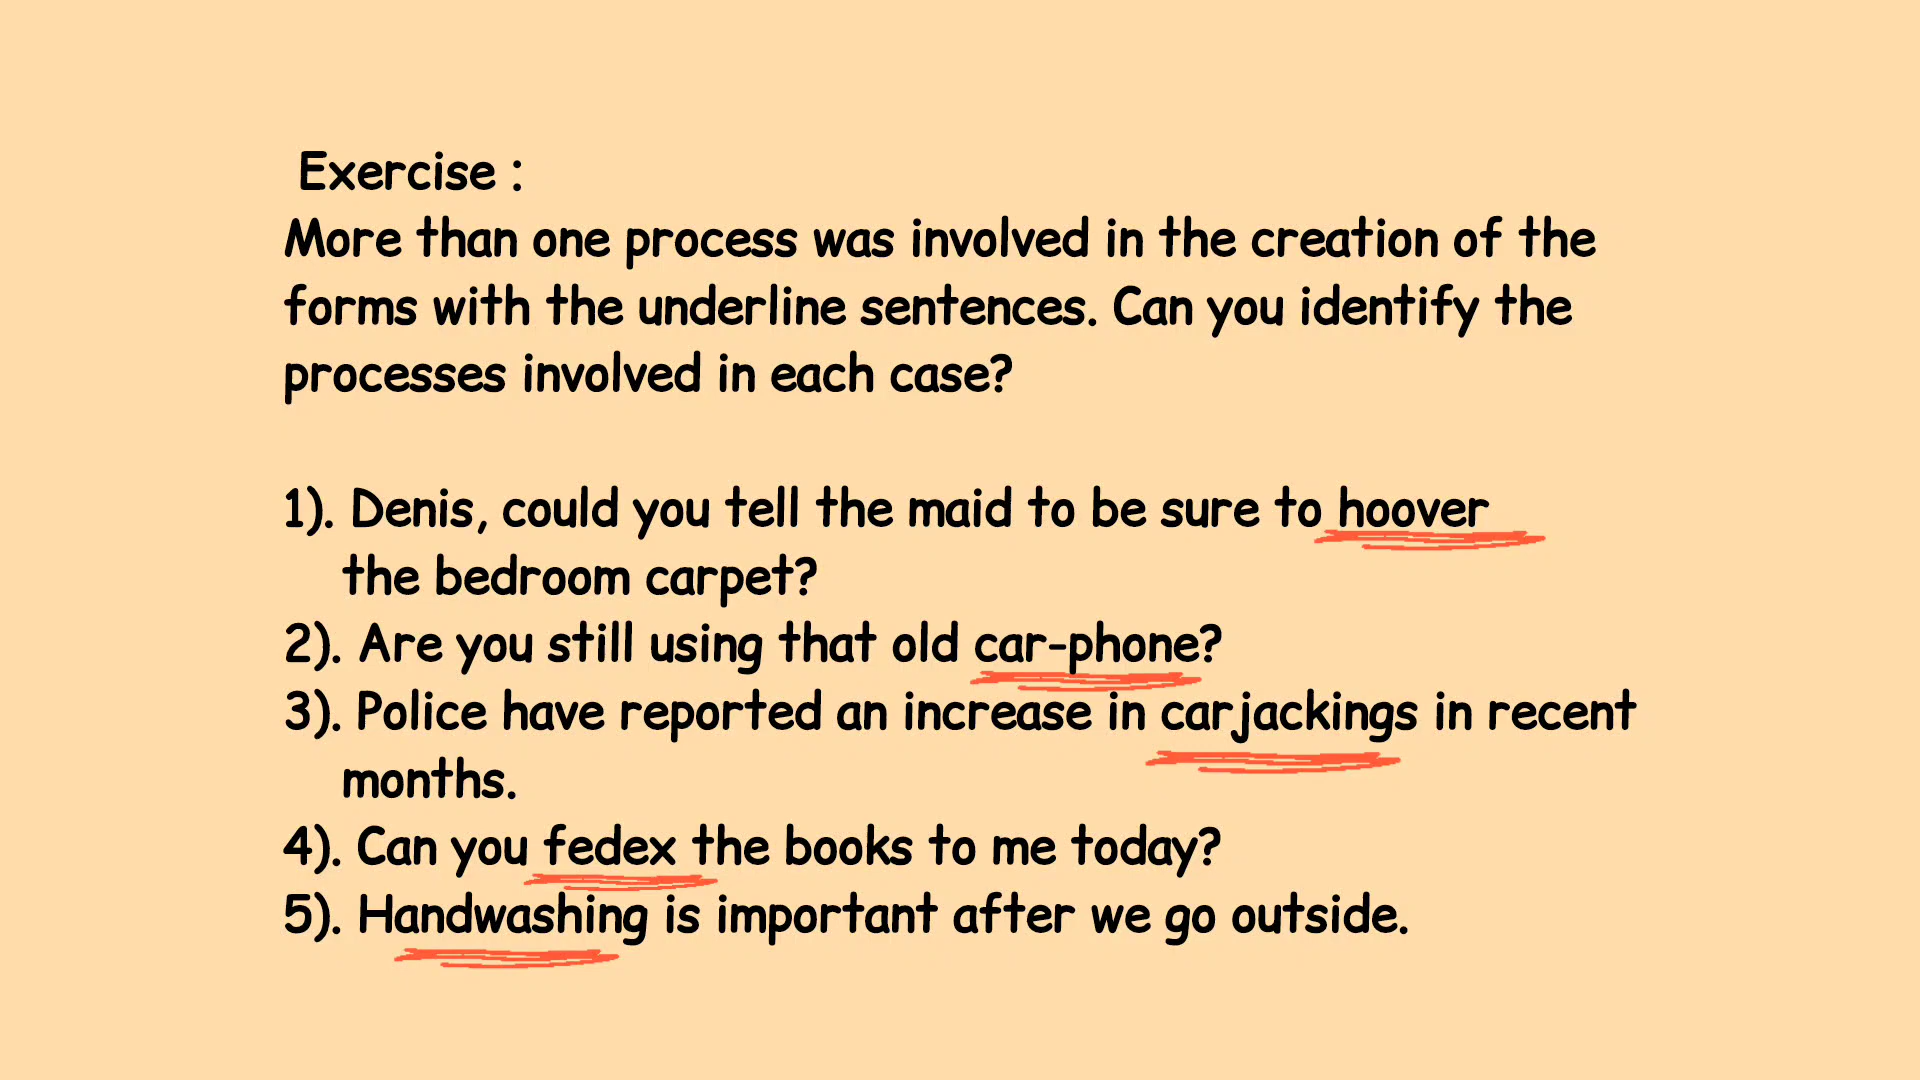 Exercise :
More than one process was involved in the creation of the
forms with the underline sentences. Can you identify the
processes involved in each case?
1). Denis, could you tell the maid to be sure to hoover
the bedroom carpet?
2). Are you still using that old car-phone?
3). Police have reported an increase in carjackings in recent
months.
4). Can you fedex the books to me today?
5). Handwashing is important after we go outside.